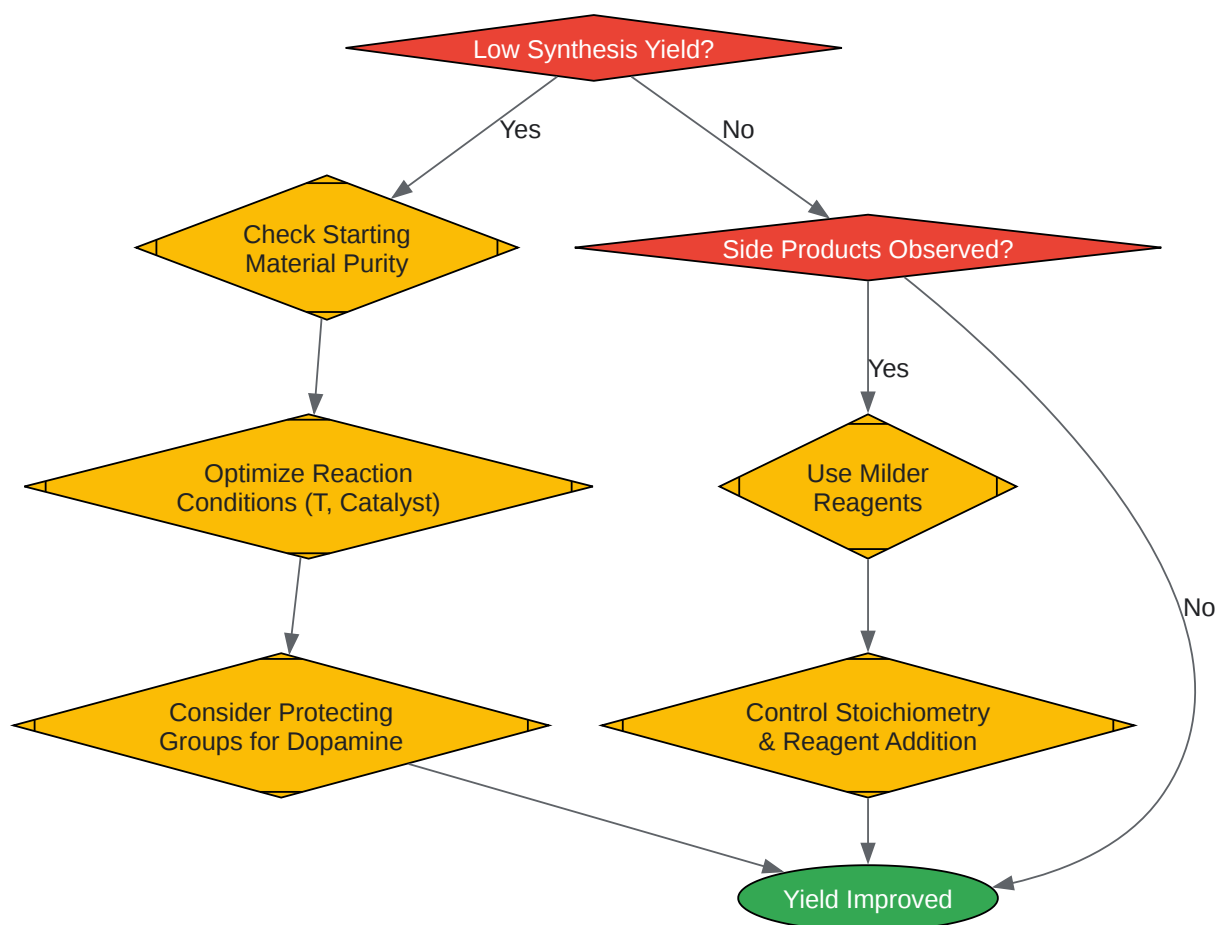 Low Synthesis Yield?
Yes
No
Check Starting
Material Purity
Side Products Observed?
Yes
Optimize Reaction
Conditions (T, Catalyst)
Use Milder
Reagents
No
Consider Protecting
Groups for Dopamine
Control Stoichiometry
& Reagent Addition
Yield Improved